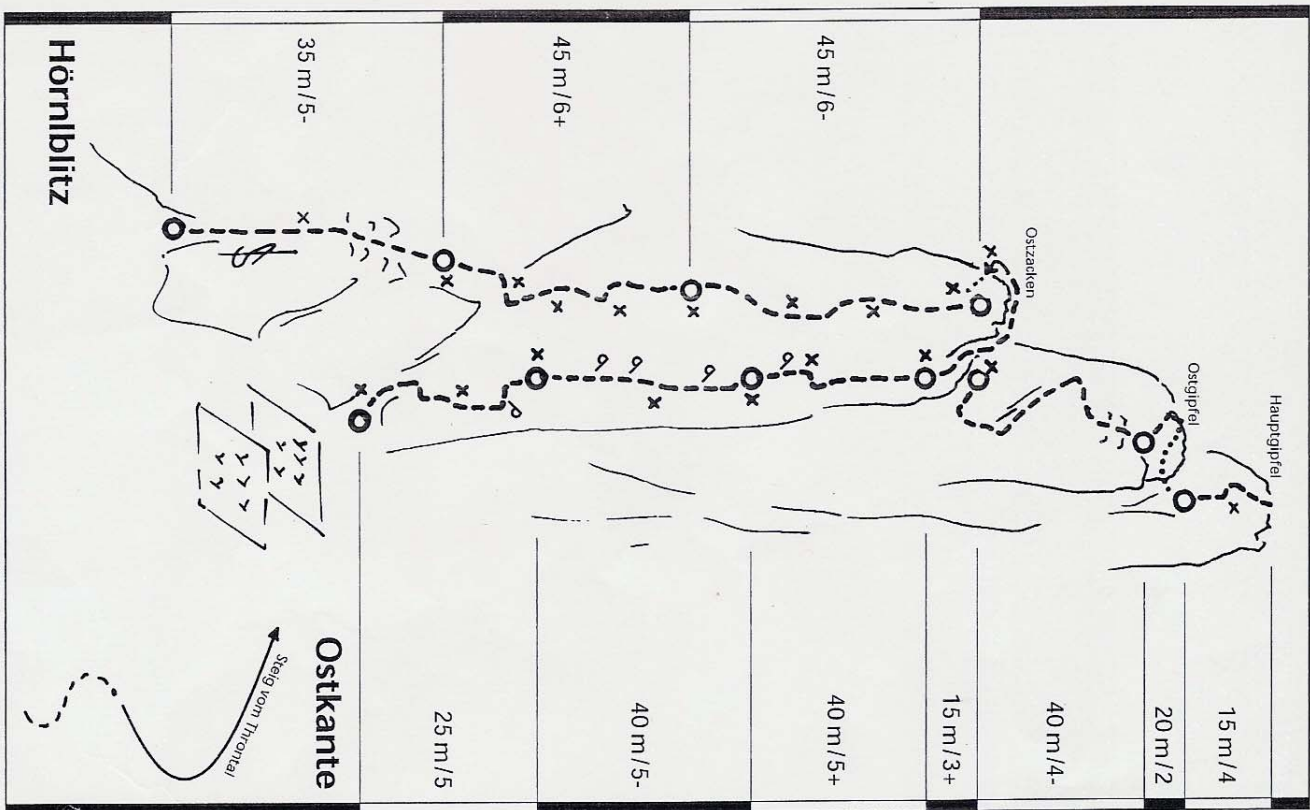 Hauptgipfel
Ostgipfel
Ostzacken
45 m/6-
45 m/6+
35 m/5-
15 m/4
20 m/2
40 m/4-
15 m/3+
40 m/5+
40 m/5-
25 m/5
Hörnlblitz
Ostkante
Steig vom Throntal